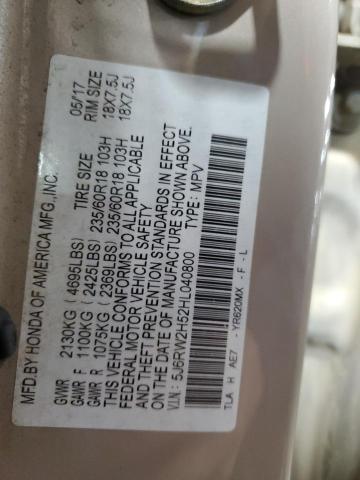 MFD.BY HONDA OF AMERICA MFG.,INC. 05/17
TIRE SIZE RIM SIZE
GVWR 2130KG ( 4695LBS)
GAWR F 1100KG ( 2425LBS) 235/60R18 103H 18X7.5J
GAWR R 1075KG ( 2369LBS) 235/60R18 103H 18X7.5J
THIS VEHICLE CONFORMS TO ALL APPLICABLE
FEDERAL MOTOR VEHICLE SAFETY
AND THEFT PREVENTION STANDARDS IN EFFECT
ON THE DATE OF MANUFACTURE SHOWN ABOVE.
V.I.N.: 5J6RW2H52HL040800 TYPE: MPV
TLA H AE7 - YR620MX - F - L